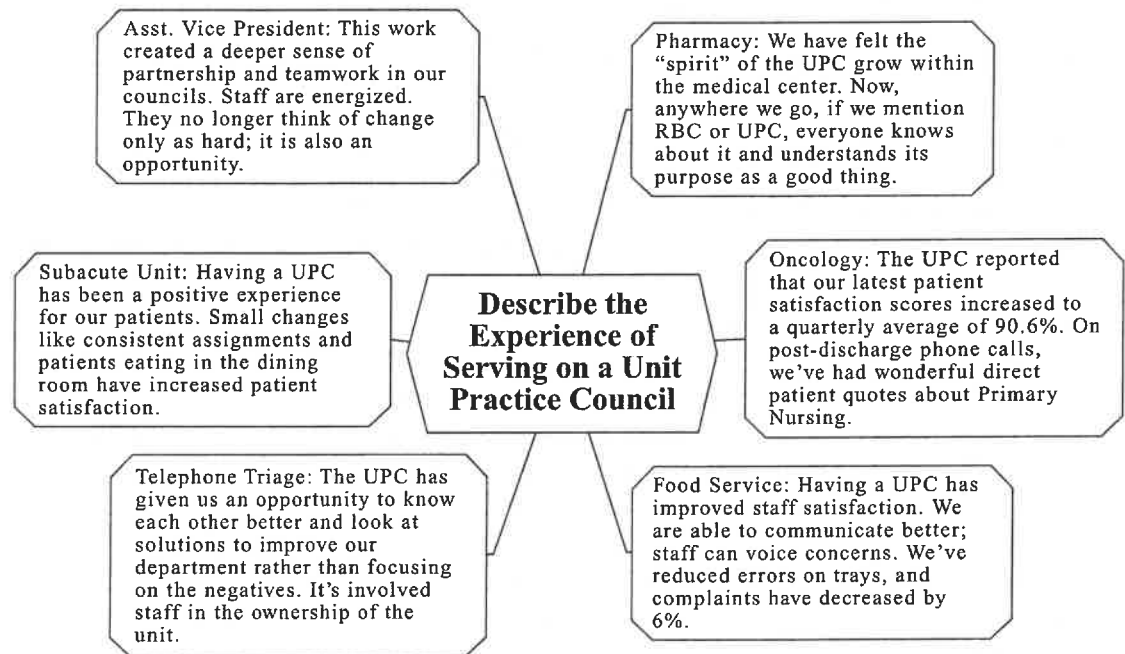 Asst. Vice President: This work
created a deeper sense of
partnership and teamwork in our
councils. Staff are energized.
They no longer think of change
only as hard; it is also an
opportunity.
Pharmacy: We have felt the
“spirit” of the UPC grow within
the medical center. Now,
anywhere we go, if we mention
RBC or UPC, everyone knows
about it and understands its
purpose as a good thing.
Subacute Unit: Having a UPC
has been a positive experience
for our patients. Small changes
like consistent assignments and
patients eating in the dining
room have increased patient
satisfaction.
Describe the
Experience of
Serving on a Unit
Practice Council
Oncology: The UPC reported
that our latest patient
satisfaction scores increased to
a quarterly average of 90.6%. On
post-discharge phone calls,
we’ve had wonderful direct
patient quotes about Primary
Nursing.
Telephone Triage: The UPC has
given us an opportunity to know
each other better and look at
solutions to improve our
department rather than focusing
on the negatives. It’s involved
staff in the ownership of the
unit.
Food Service: Having a UPC has
improved staff satisfaction. We
are able to communicate better;
staff can voice concerns. We’ve
reduced errors on trays, and
complaints have decreased by
6%.